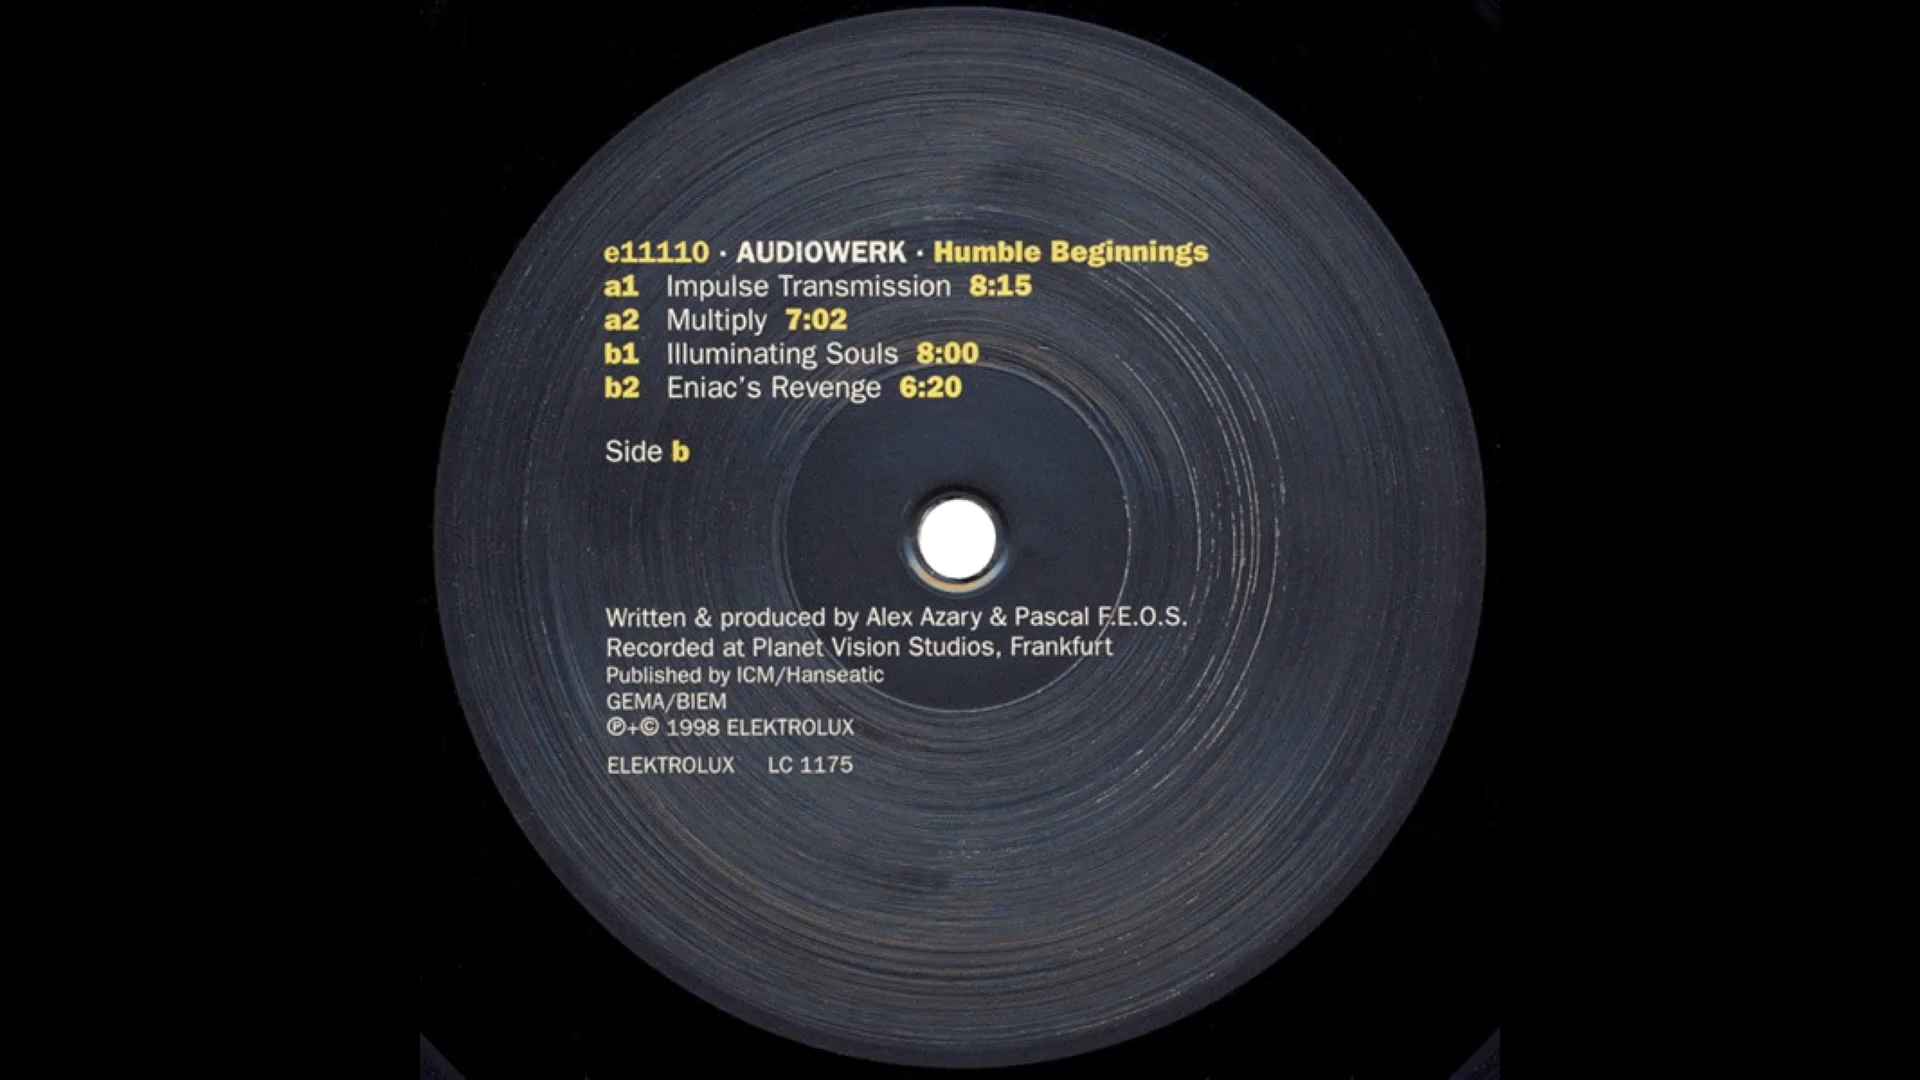 e11110 · AUDIOWERK · Humble Beginnings
a1 Impulse Transmission 8:15
a2 Multiply 7:02
b1 Illuminating Souls 8:00
b2 Eniac's Revenge 6:20
Side b
Written & produced by Alex Azary & Pascal F.E.O.S.
Recorded at Planet Vision Studios, Frankfurt
Published by ICM/Hanseatic
GEMA/BIEM
℗+© 1998 ELEKTROLUX
ELEKTROLUX LC 1175